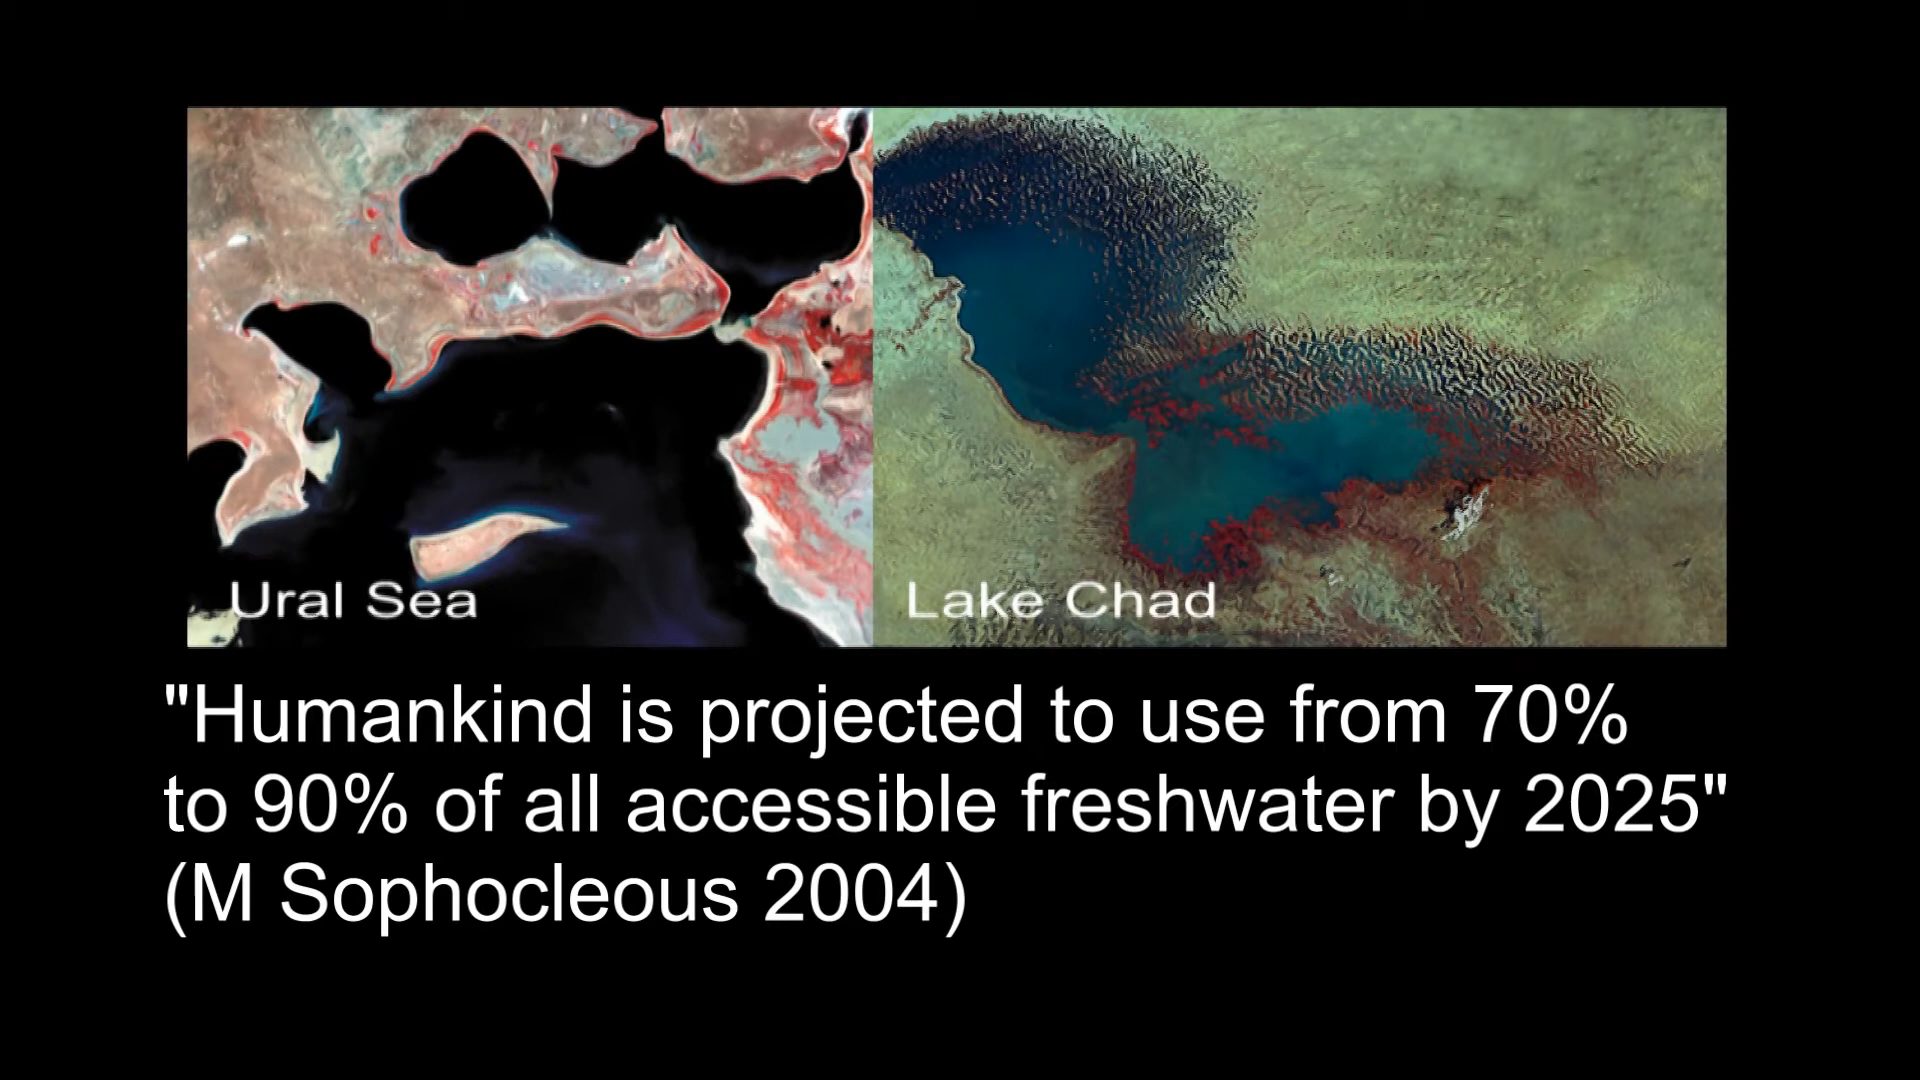 Ural Sea
Lake Chad
"Humankind is projected to use from 70%
to 90% of all accessible freshwater by 2025"
(M Sophocleous 2004)